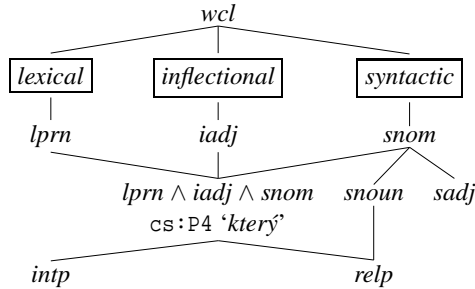 wcl
lexical inflectional syntactic
lprn iadj snom
lprn ∧ iadj ∧ snom snoun sadj
cs:P4 ‘který’
intp relp